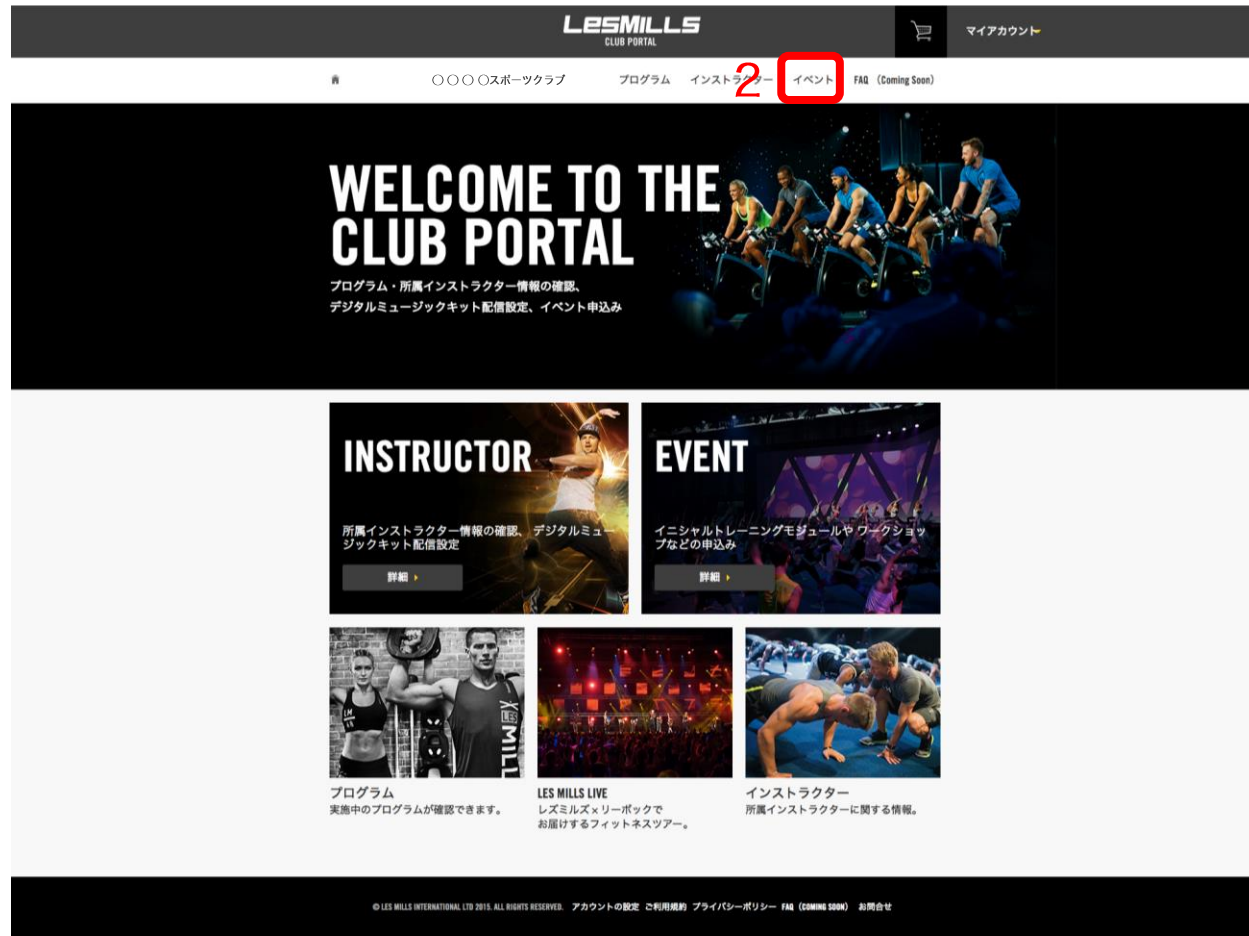 LESMILLS
CLUB PORTAL
マイアカウント
〇〇〇〇スポーツクラブ プログラム インストラクター 2 イベント FAQ (Coming Soon)
WELCOME TO THE
CLUB PORTAL
プログラム・所属インストラクター情報の確認、
デジタルミュージックキット配信設定、イベント申込み
INSTRUCTOR
所属インストラクター情報の確認、 デジタルミュー
ジックキット配信設定
詳細
EVENT
イニシャルトレーニングモジュールや ワークショッ
プなどの申込み
詳細
LM
X LES MILL
プログラム
実施中のプログラムが確認できます。
LES MILLS LIVE
レズミルズ×リーボックで
お届けするフィットネスツアー。
インストラクター
所属インストラクターに関する情報。
© LES MILLS INTERNATIONAL LTD 2015. ALL RIGHTS RESERVED. アカウントの設定 ご利用規約 プライバシーポリシー FAQ (COMING SOON) お問合せ